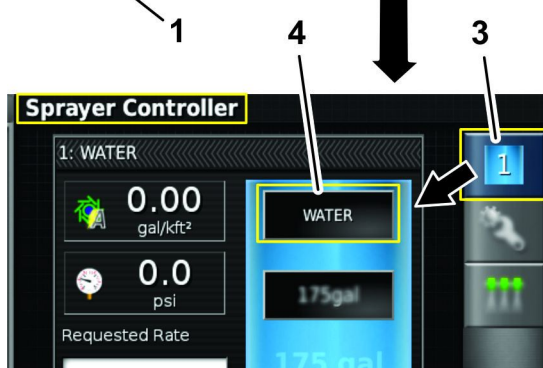 1
4
3
Sprayer Controller
1: WATER
1
0.00
gal/kft²
WATER
0.0
psi
175gal
Requested Rate
175 gal